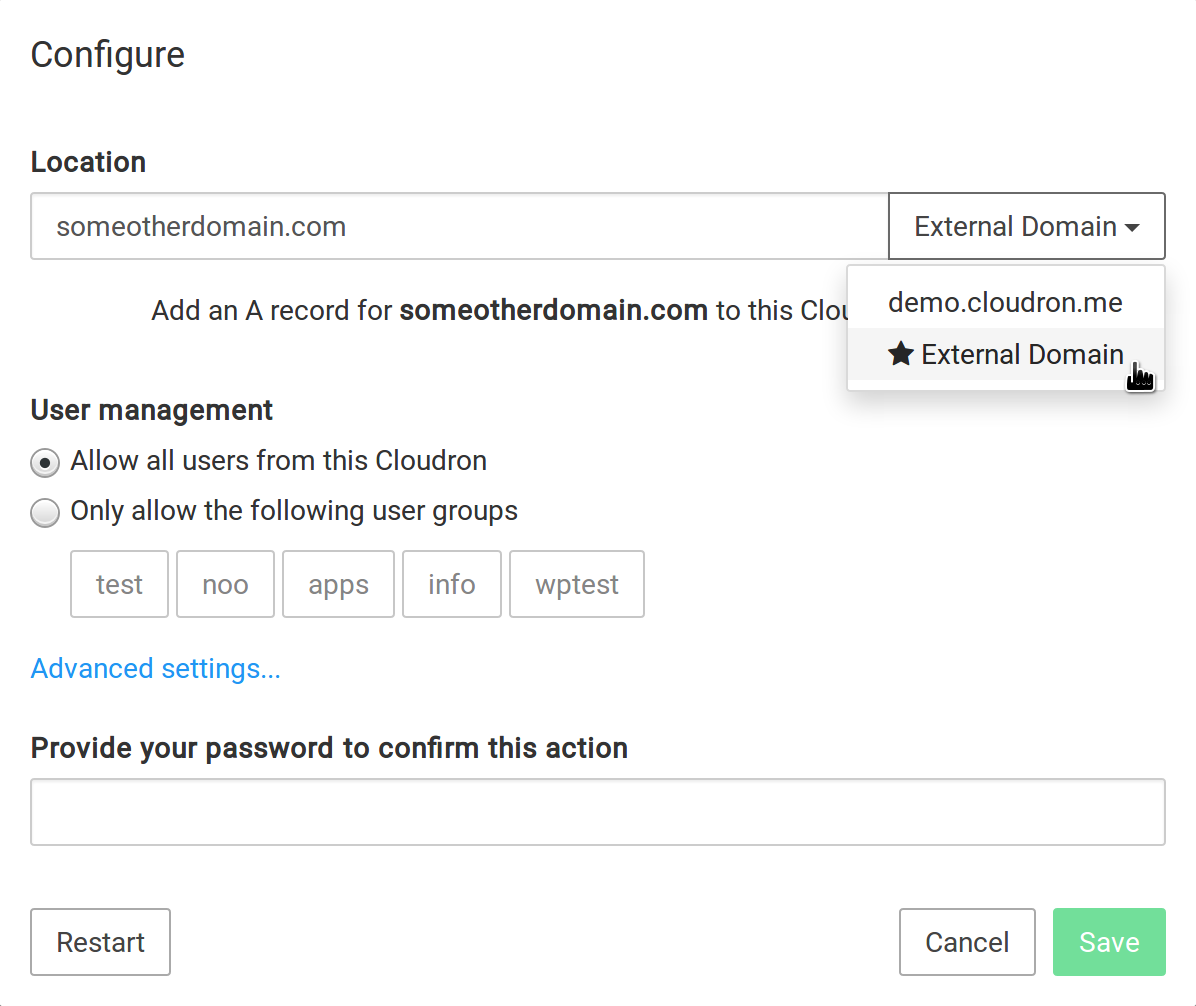 Configure
Location
someotherdomain.com External Domain
demo.cloudron.me
Add an A record for someotherdomain.com to this
External Domain
User management
Allow all users from this Cloudron
Only allow the following user groups
test noo apps info wptest
Advanced settings...
Provide your password to confirm this action
Restart Cancel Save